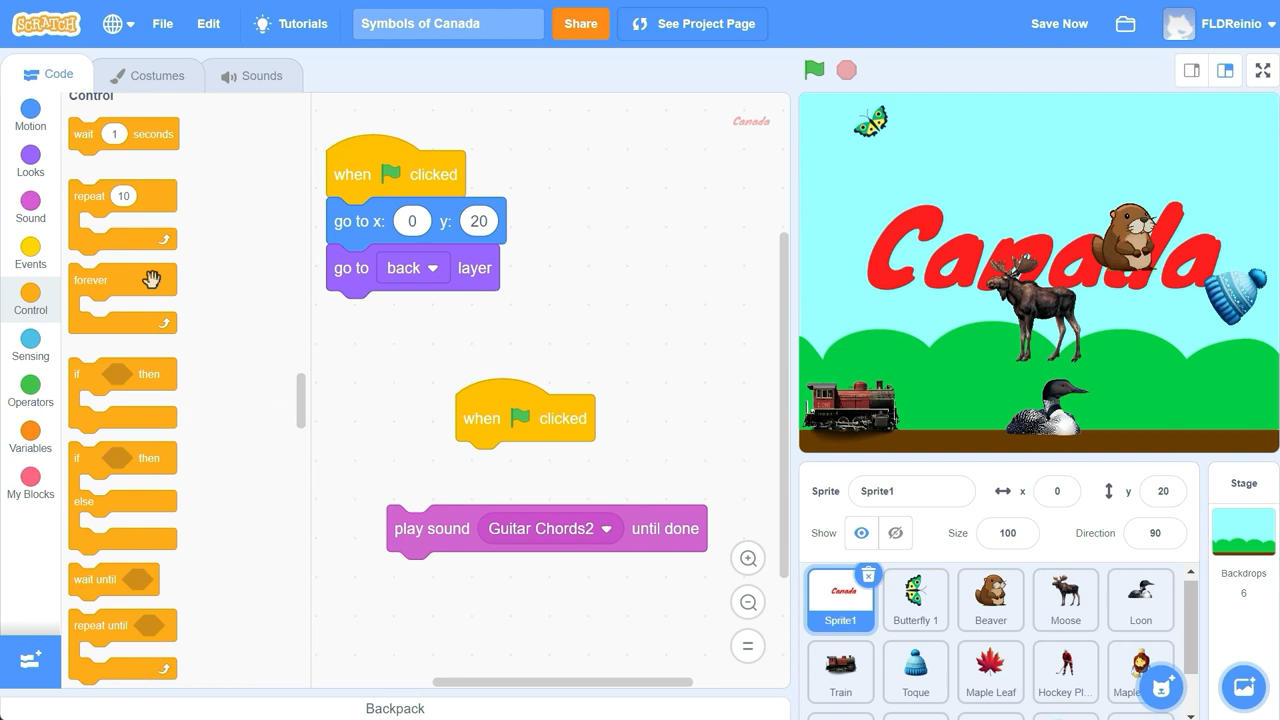 SCRATCH
File
Edit
Tutorials
Symbols of Canada
Share
See Project Page
Save Now
FLDReinio
Code
Costumes
Sounds
Motion
Looks
Sound
Events
Control
Sensing
Operators
Variables
My Blocks
Control
wait 1 seconds
repeat 10
forever
if then
if then
else
wait until
repeat until
Canada
when clicked
go to x: 0 y: 20
go to back layer
when clicked
play sound Guitar Chords2 until done
Backpack
Canada
Sprite Sprite1 x 0 y 20
Show Size 100 Direction 90
Canada
Sprite1
Butterfly 1
Beaver
Moose
Loon
Train
Toque
Maple Leaf
Hockey Pl...
Maple
Stage
Backdrops
6